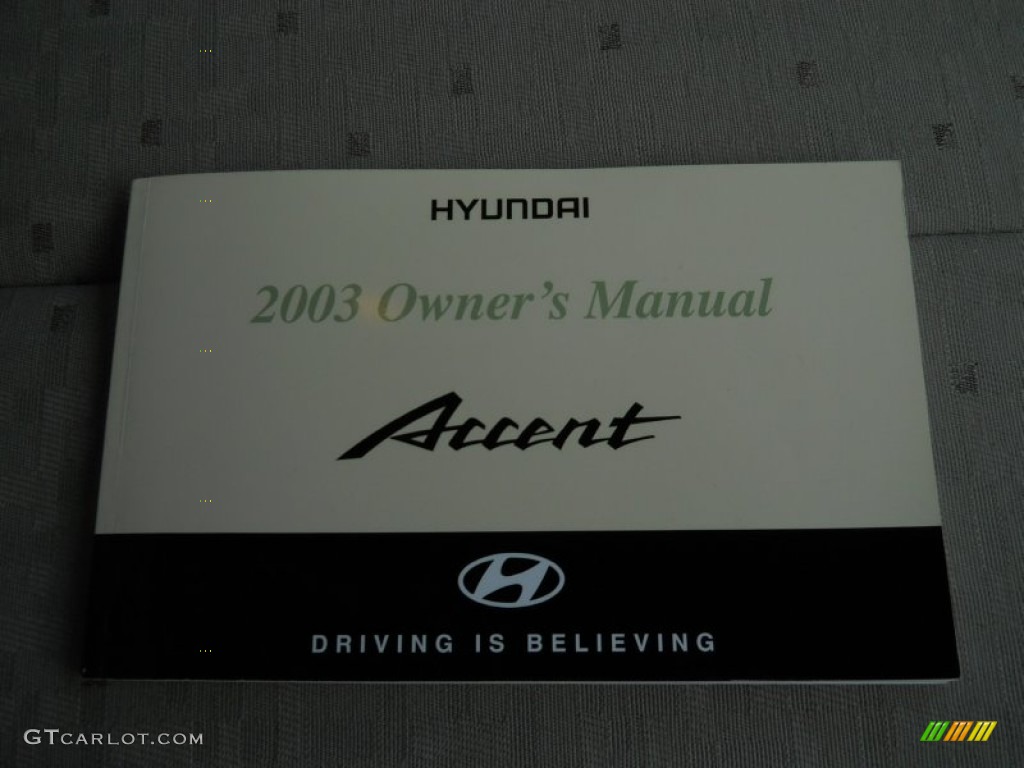 HYUNDAI
2003 Owner's Manual
Accent
DRIVING IS BELIEVING
GTCARLOT.COM